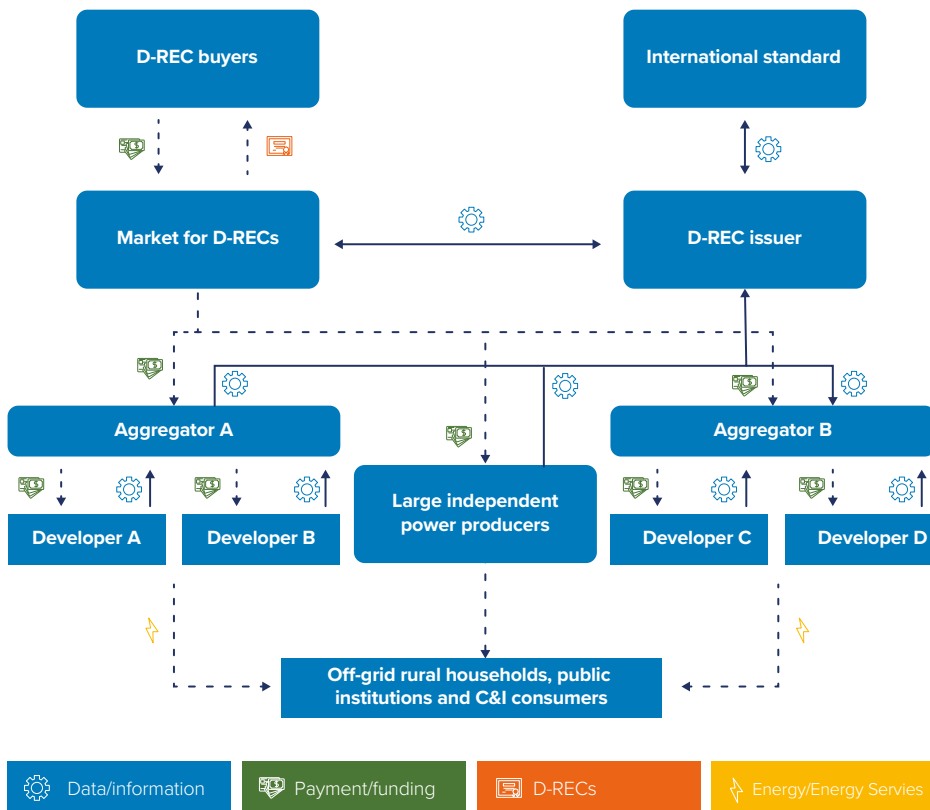 D-REC buyers
International standard
Market for D-RECs
D-REC issuer
Aggregator A
Aggregator B
Large independent
power producers
Developer A
Developer B
Developer C
Developer D
Off-grid rural households, public
institutions and C&I consumers
Data/information
Payment/funding
D-RECs
Energy/Energy Servies